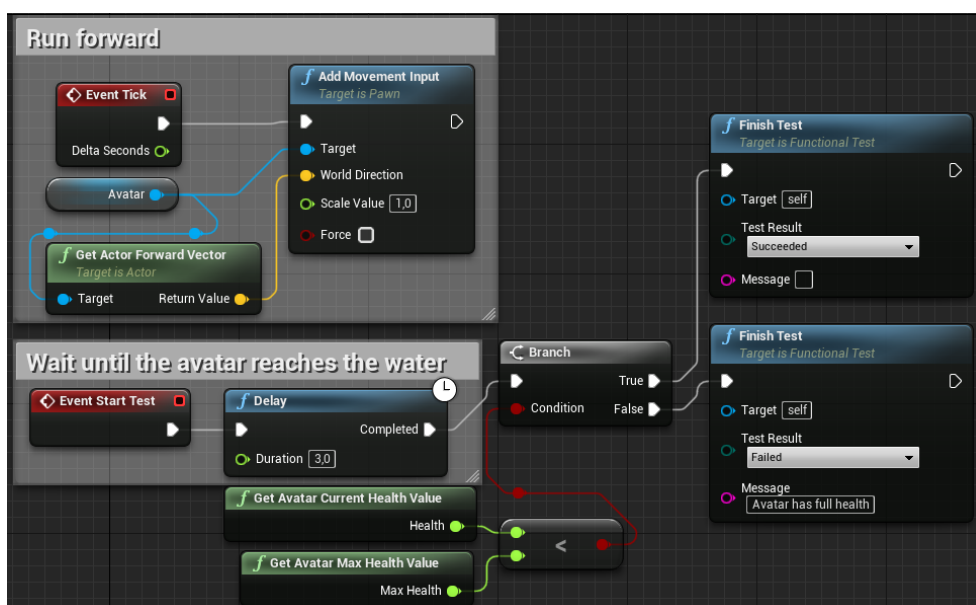 Run forward
Event Tick
Delta Seconds
Avatar
f Get Actor Forward Vector
Target is Actor
Target Return Value
f Add Movement Input
Target is Pawn
Target
World Direction
Scale Value 1,0
Force
Wait until the avatar reaches the water
Event Start Test
f Delay
Completed
Duration 3,0
f Get Avatar Current Health Value
Health
f Get Avatar Max Health Value
Max Health
<
Branch
True
Condition False
f Finish Test
Target is Functional Test
Target self
Test Result
Succeeded
Message
f Finish Test
Target is Functional Test
Target self
Test Result
Failed
Message
Avatar has full health